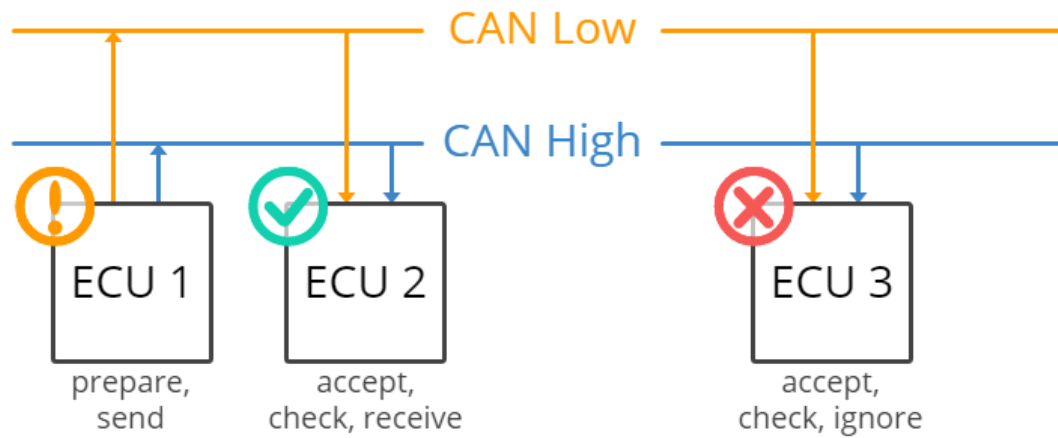 CAN Low
CAN High
ECU 1
ECU 2
ECU 3
prepare,
send
accept,
check, receive
accept,
check, ignore